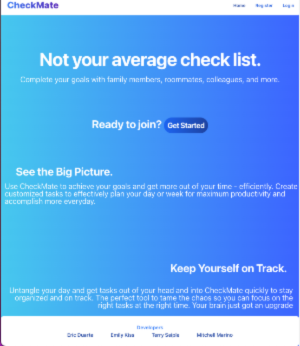 CheckMate
Home Register Login
Not your average check list.
Complete your goals with family members, roommates, colleagues, and more.
Ready to join? Get Started
See the Big Picture.
Use CheckMate to achieve your goals and get more out of your time - efficiently. Create
customized tasks to effectively plan your day or week for maximum productivity and
accomplish more everyday.
Keep Yourself on Track.
Untangle your day and get tasks out of your head and into CheckMate quickly to stay
organized and on track. The perfect tool to tame the chaos so you can focus on the
right tasks at the right time. Your brain just got an upgrade
Developers
Eric Duarte Emily Kisa Terry Mitchell Merino